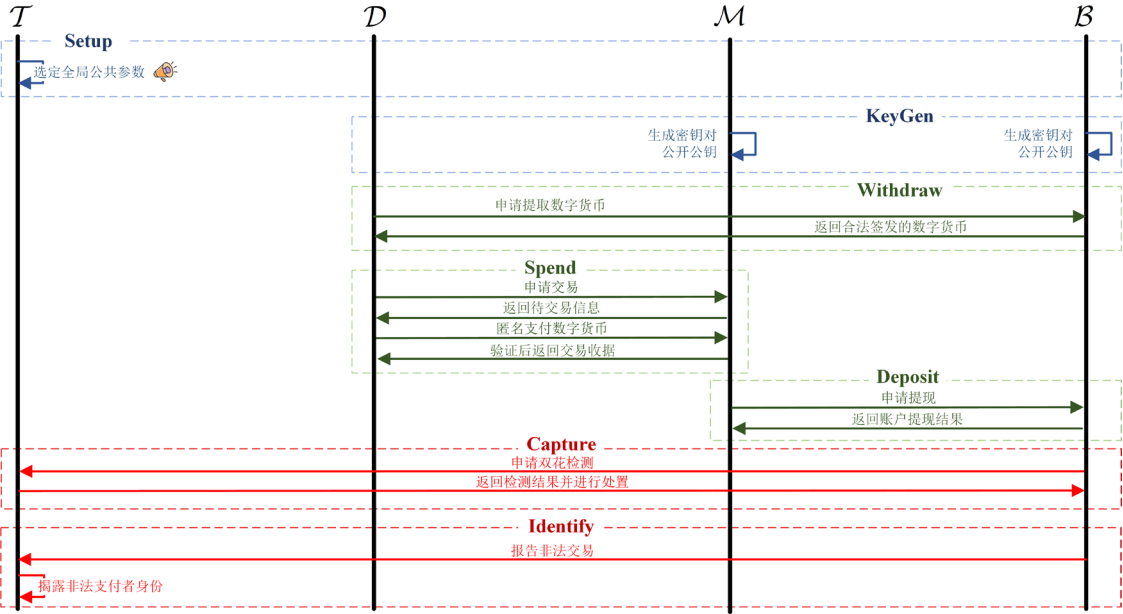 𝒯 𝒟 ℳ ℬ
Setup
选定全局公共参数
KeyGen
生成密钥对
公开公钥
生成密钥对
公开公钥
Withdraw
申请提取数字货币
返回合法签发的数字货币
Spend
申请交易
返回待交易信息
匿名支付数字货币
验证后返回交易收据
Deposit
申请提现
返回账户提现结果
Capture
申请双花检测
返回检测结果并进行处置
Identify
报告非法交易
揭露非法支付者身份